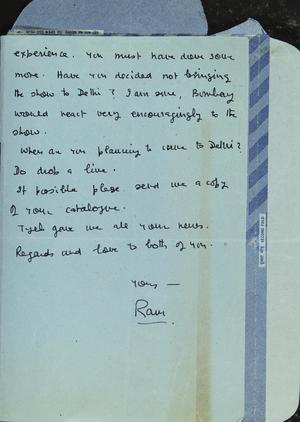 experience. You must have done some
more. Have you decided not bringing
the show to Delhi? I am sure, Bombay
would react very encouragingly to the
show.
When are you planning to come to Delhi?
Do drop a line.
If possible please send me a copy
of your catalogue.
gave me all your news.
Regards and love to both of you.
Yours —
Ram